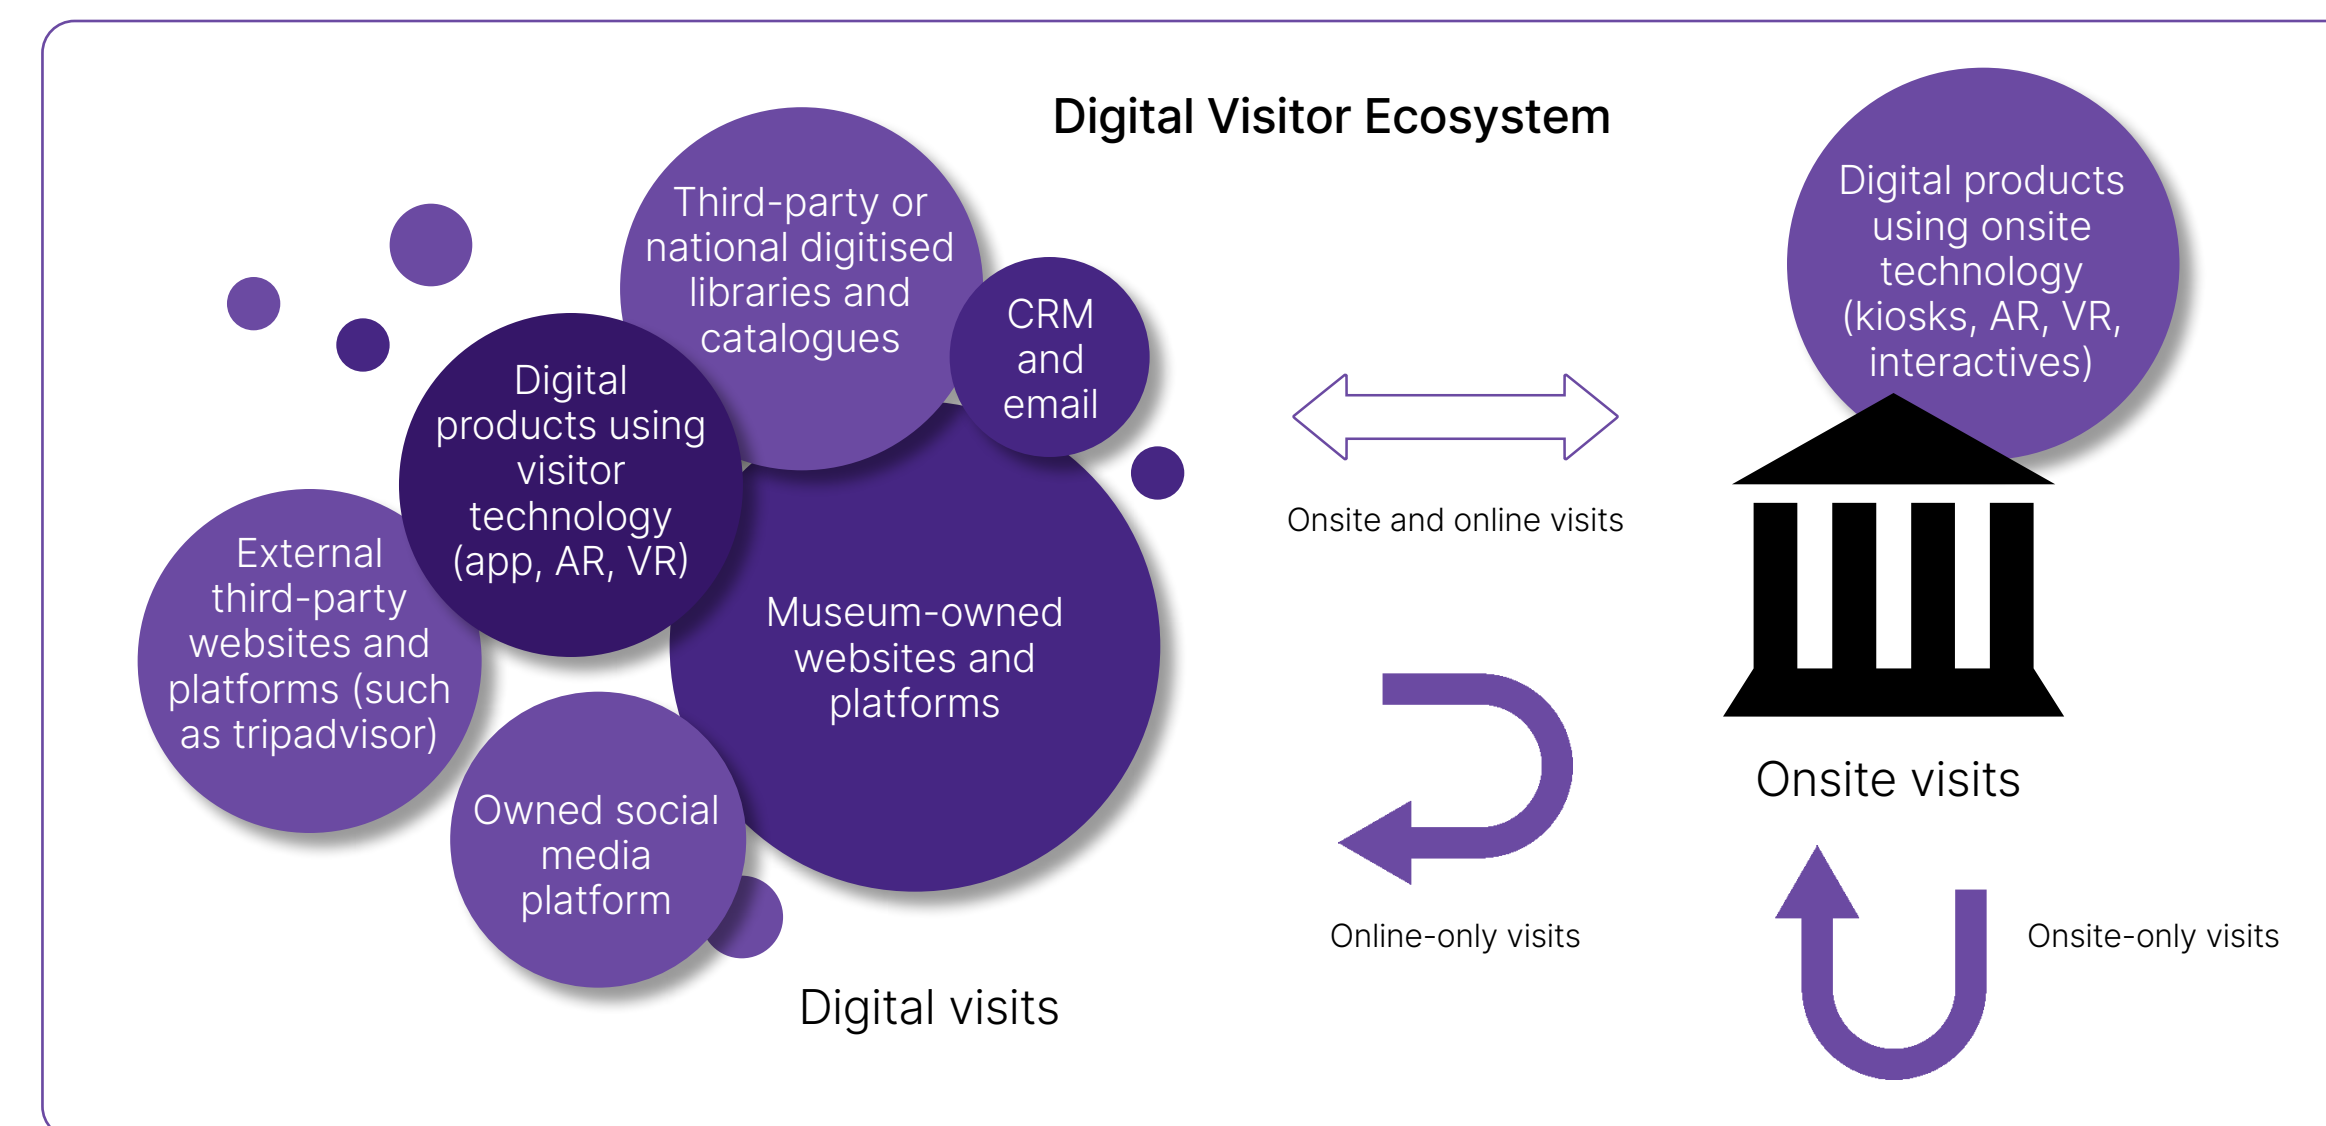 Digital Visitor Ecosystem
Third-party or
national digitised
libraries and
catalogues
CRM
and
email
Digital
products using
visitor
technology
(app, AR, VR)
External
third-party
websites and
platforms (such
as tripadvisor)
Museum-owned
websites and
platforms
Owned social
media
platform
Digital visits
Onsite and online visits
Online-only visits
Digital products
using onsite
technology
(kiosks, AR, VR,
interactives)
Onsite visits
Onsite-only visits